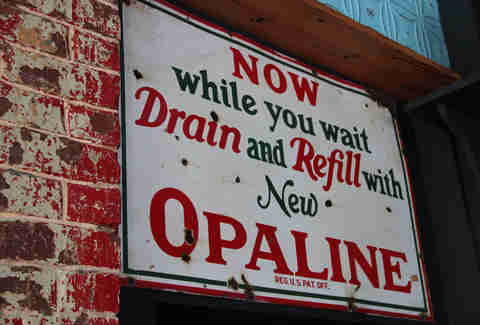 NOW
while you wait
Drain and Refill with
New
OPALINE
REG. U.S. PAT. OFF.